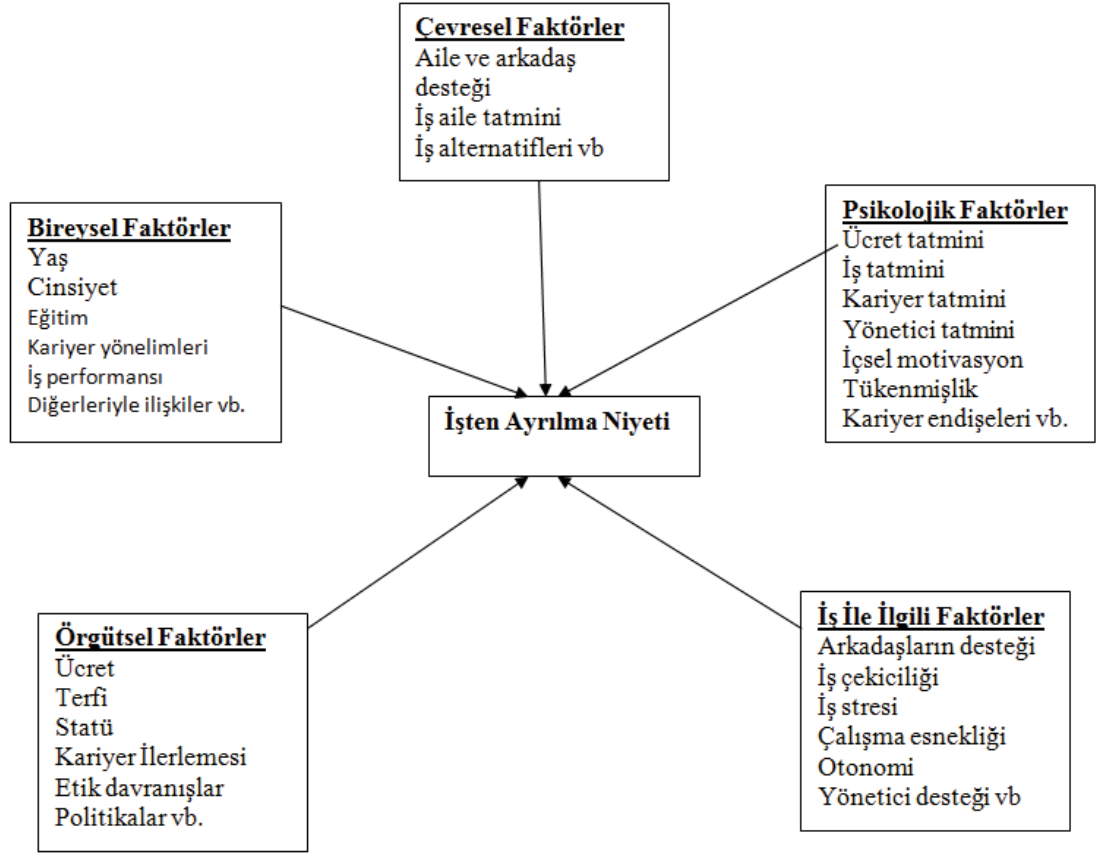 Çevresel Faktörler
Aile ve arkadaş
desteği
İş aile tatmini
İş alternatifleri vb
Bireysel Faktörler
Yaş
Cinsiyet
Eğitim
Kariyer yönelimleri
İş performansı
Diğerleriyle ilişkiler vb.
Psikolojik Faktörler
Ücret tatmini
İş tatmini
Kariyer tatmini
Yönetici tatmini
İçsel motivasyon
Tükenmişlik
Kariyer endişeleri vb.
İşten Ayrılma Niyeti
Örgütsel Faktörler
Ücret
Terfi
Statü
Kariyer İlerlemesi
Etik davranışlar
Politikalar vb.
İş İle İlgili Faktörler
Arkadaşların desteği
İş çekiciliği
İş stresi
Çalışma esnekliği
Otonomi
Yönetici desteği vb